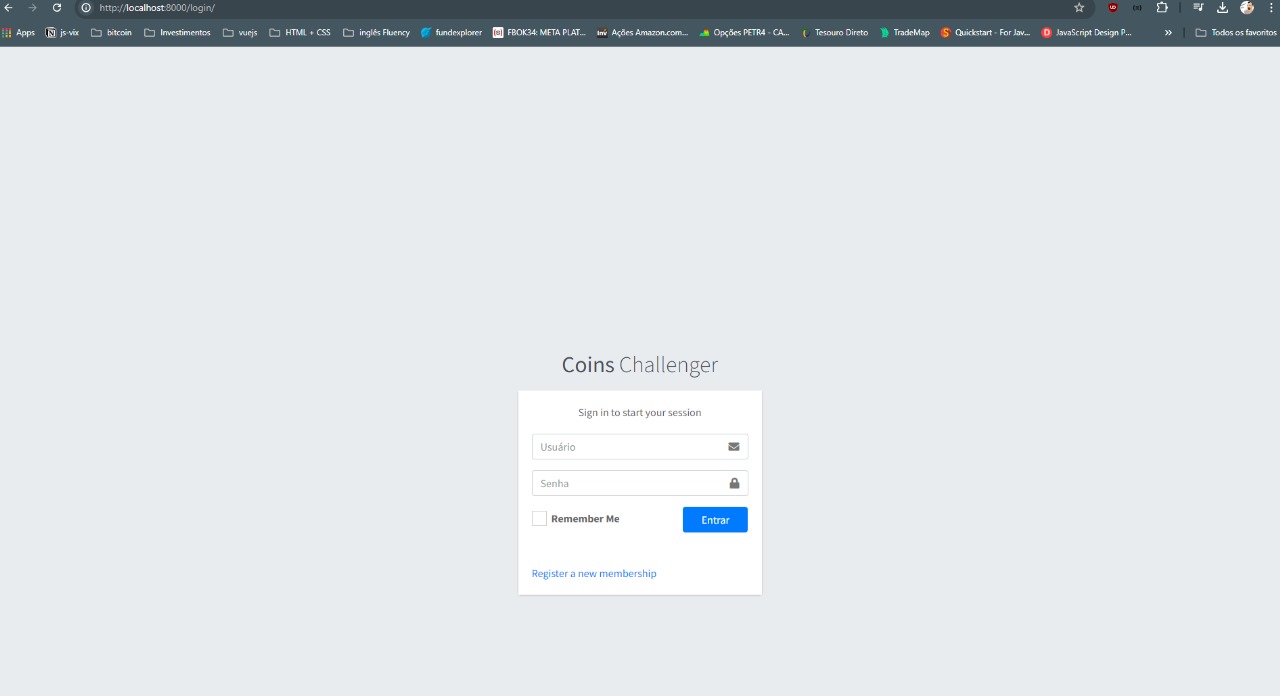 http://localhost:8000/login/
Apps js-vix bitcoin Investimentos vuejs HTML + CSS inglês Fluency fundexplorer FBOK34: META PLAT... Ações Amazon.com... Opções PETR4 - CA... Tesouro Direto TradeMap Quickstart - For Jav... JavaScript Design P... » Todos os favoritos
Coins Challenger
Sign in to start your session
Usuário
Senha
Remember Me Entrar
Register a new membership